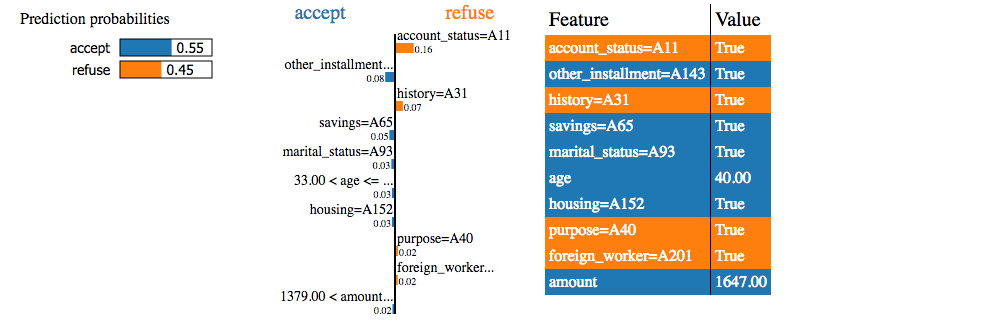 Prediction probabilities
accept 0.55
refuse 0.45
accept refuse
account_status=A11
0.16
other_installment...
0.08
history=A31
0.07
savings=A65
0.05
marital_status=A93
0.03
33.00 < age <= ...
0.03
housing=A152
0.03
purpose=A40
0.02
foreign_worker...
0.02
1379.00 < amount...
0.02
Feature Value
account_status=A11 True
other_installment=A143 True
history=A31 True
savings=A65 True
marital_status=A93 True
age 40.00
housing=A152 True
purpose=A40 True
foreign_worker=A201 True
amount 1647.00